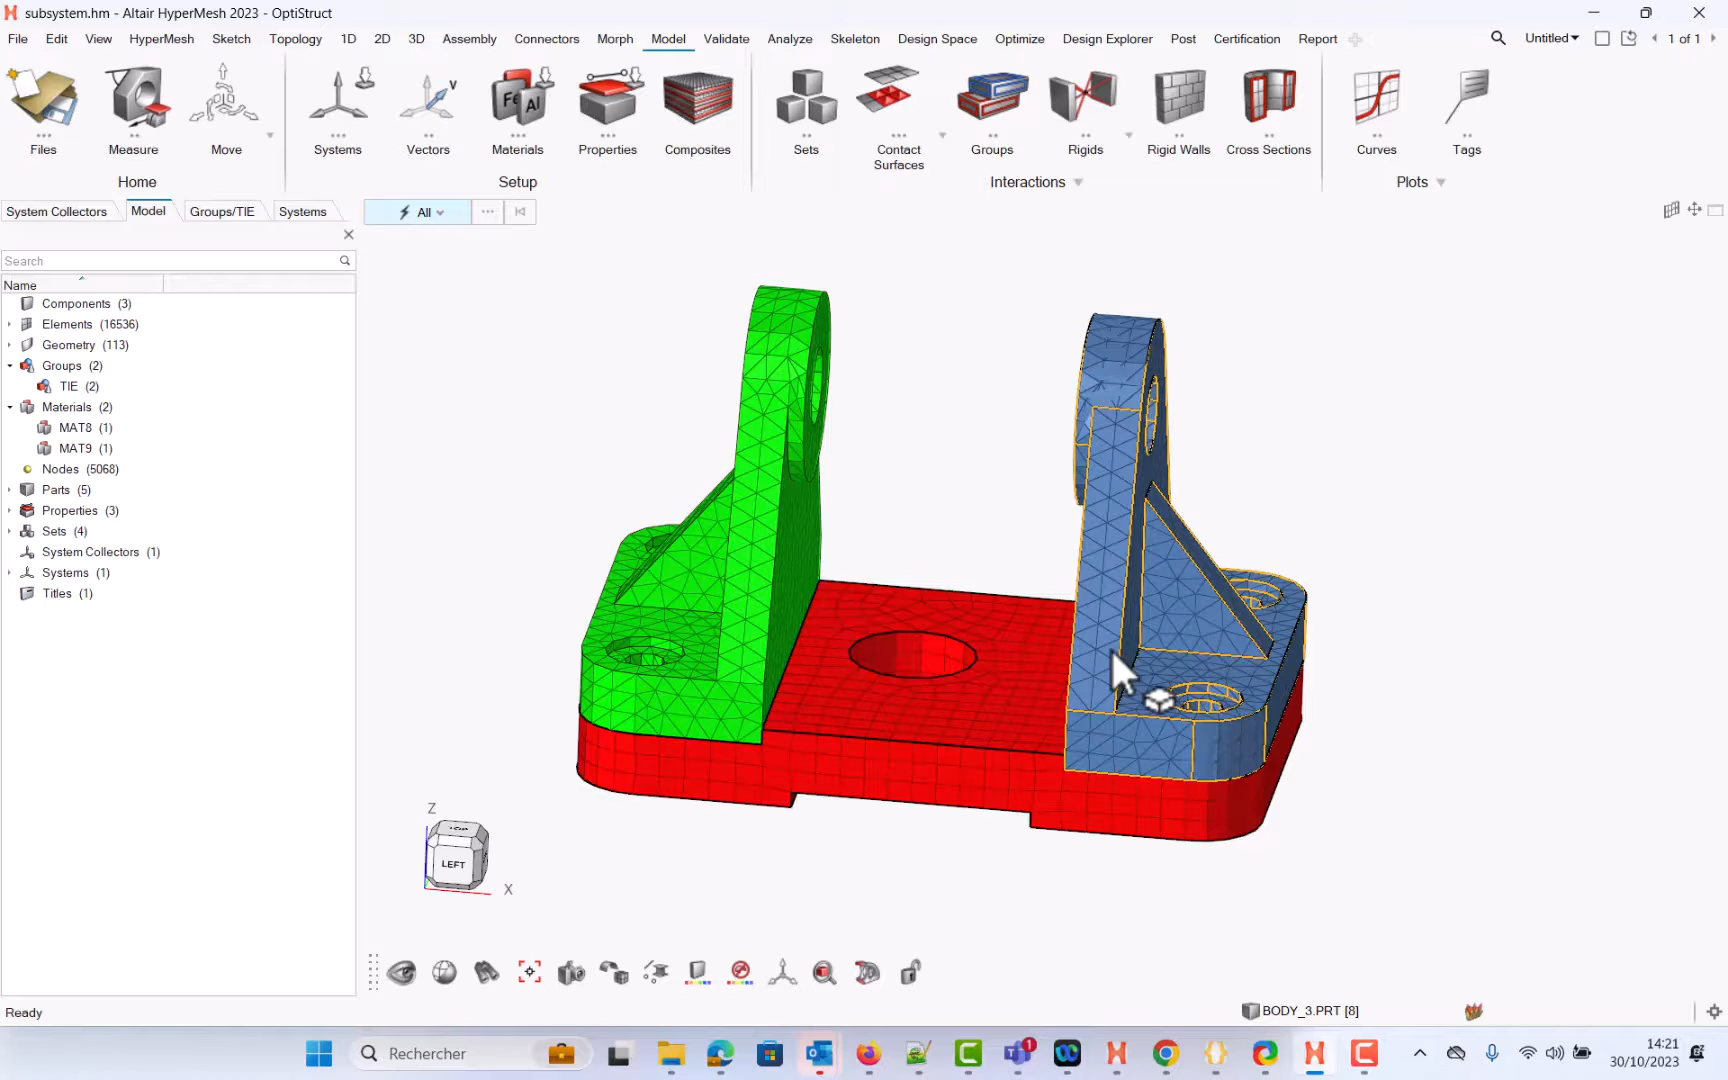 subsystem.hm - Altair HyperMesh 2023 - OptiStruct
File Edit View HyperMesh Sketch Topology 1D 2D 3D Assembly Connectors Morph Model Validate Analyze Skeleton Design Space Optimize Design Explorer Post Certification Report Untitled 1 of 1
Files Measure Move Systems Vectors Materials Properties Composites Sets Contact Surfaces Groups Rigids Rigid Walls Cross Sections Curves Tags
Home Setup Interactions Plots
System Collectors Model Groups/TIE Systems All
Search
Name
Components (3)
Elements (16536)
Geometry (113)
Groups (2)
TIE (2)
Materials (2)
MAT8 (1)
MAT9 (1)
Nodes (5068)
Parts (5)
Properties (3)
Sets (4)
System Collectors (1)
Systems (1)
Titles (1)
Z
LEFT
X
Ready
BODY_3.PRT [8]
Rechercher
1
14:21
30/10/2023